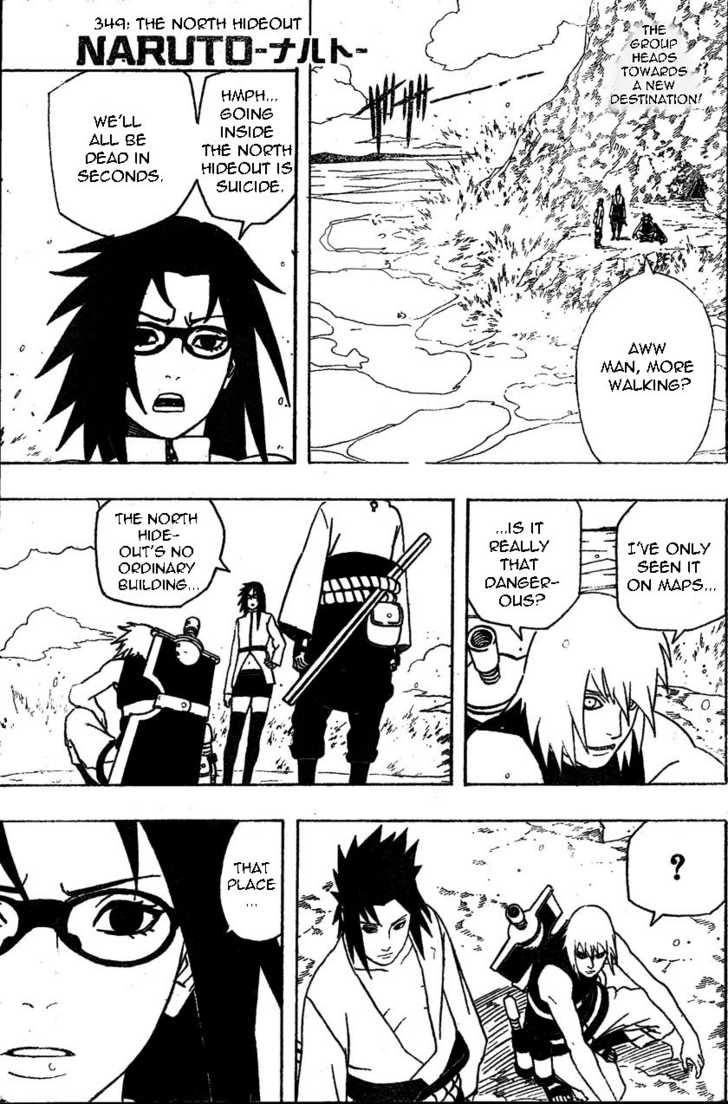 349: THE NORTH HIDEOUT
NARUTO-ナルト-
THE
GROUP
HEADS
TOWARDS
A NEW
DESTINATION!
AWW
MAN, MORE
WALKING?
HMPH...
GOING
INSIDE
THE NORTH
HIDEOUT IS
SUICIDE.
WE'LL
ALL BE
DEAD IN
SECONDS.
I'VE ONLY
SEEN IT
ON MAPS...
...IS IT
REALLY
THAT
DANGER-
OUS?
THE NORTH
HIDE-
OUT'S NO
ORDINARY
BUILDING...
?
THAT
PLACE
...